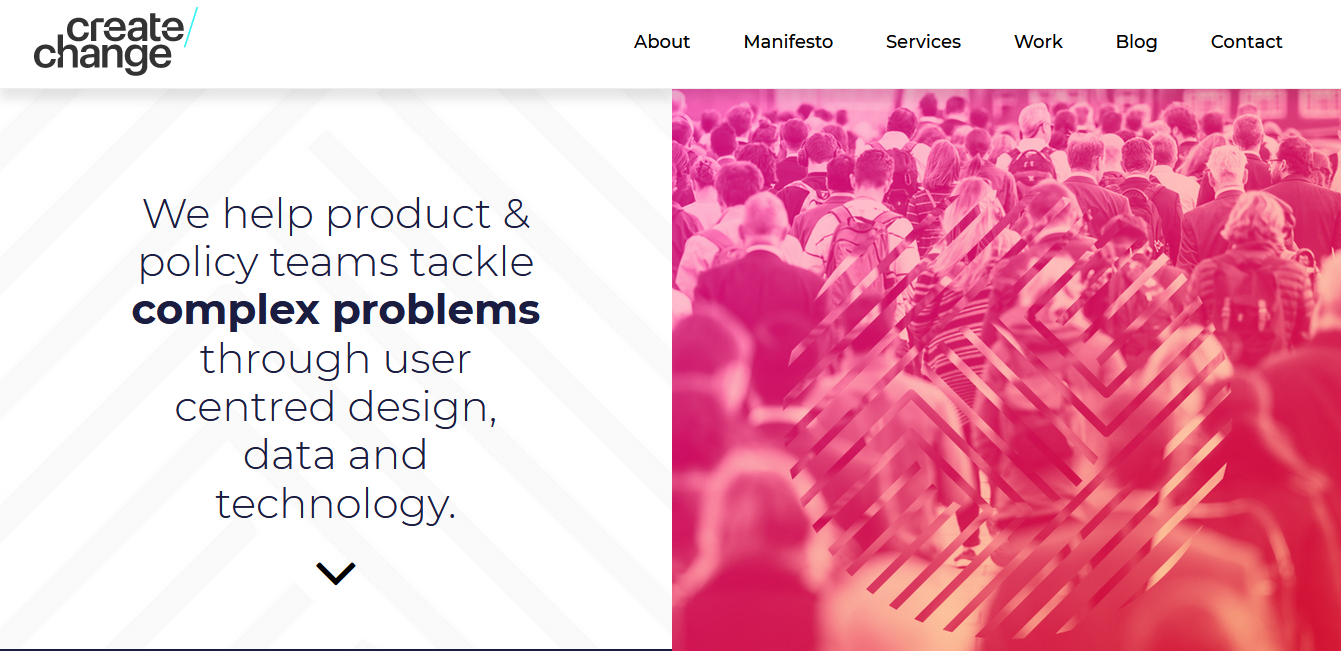 create
change
About Manifesto Services Work Blog Contact
We help product &
policy teams tackle
complex problems
through user
centred design,
data and
technology.